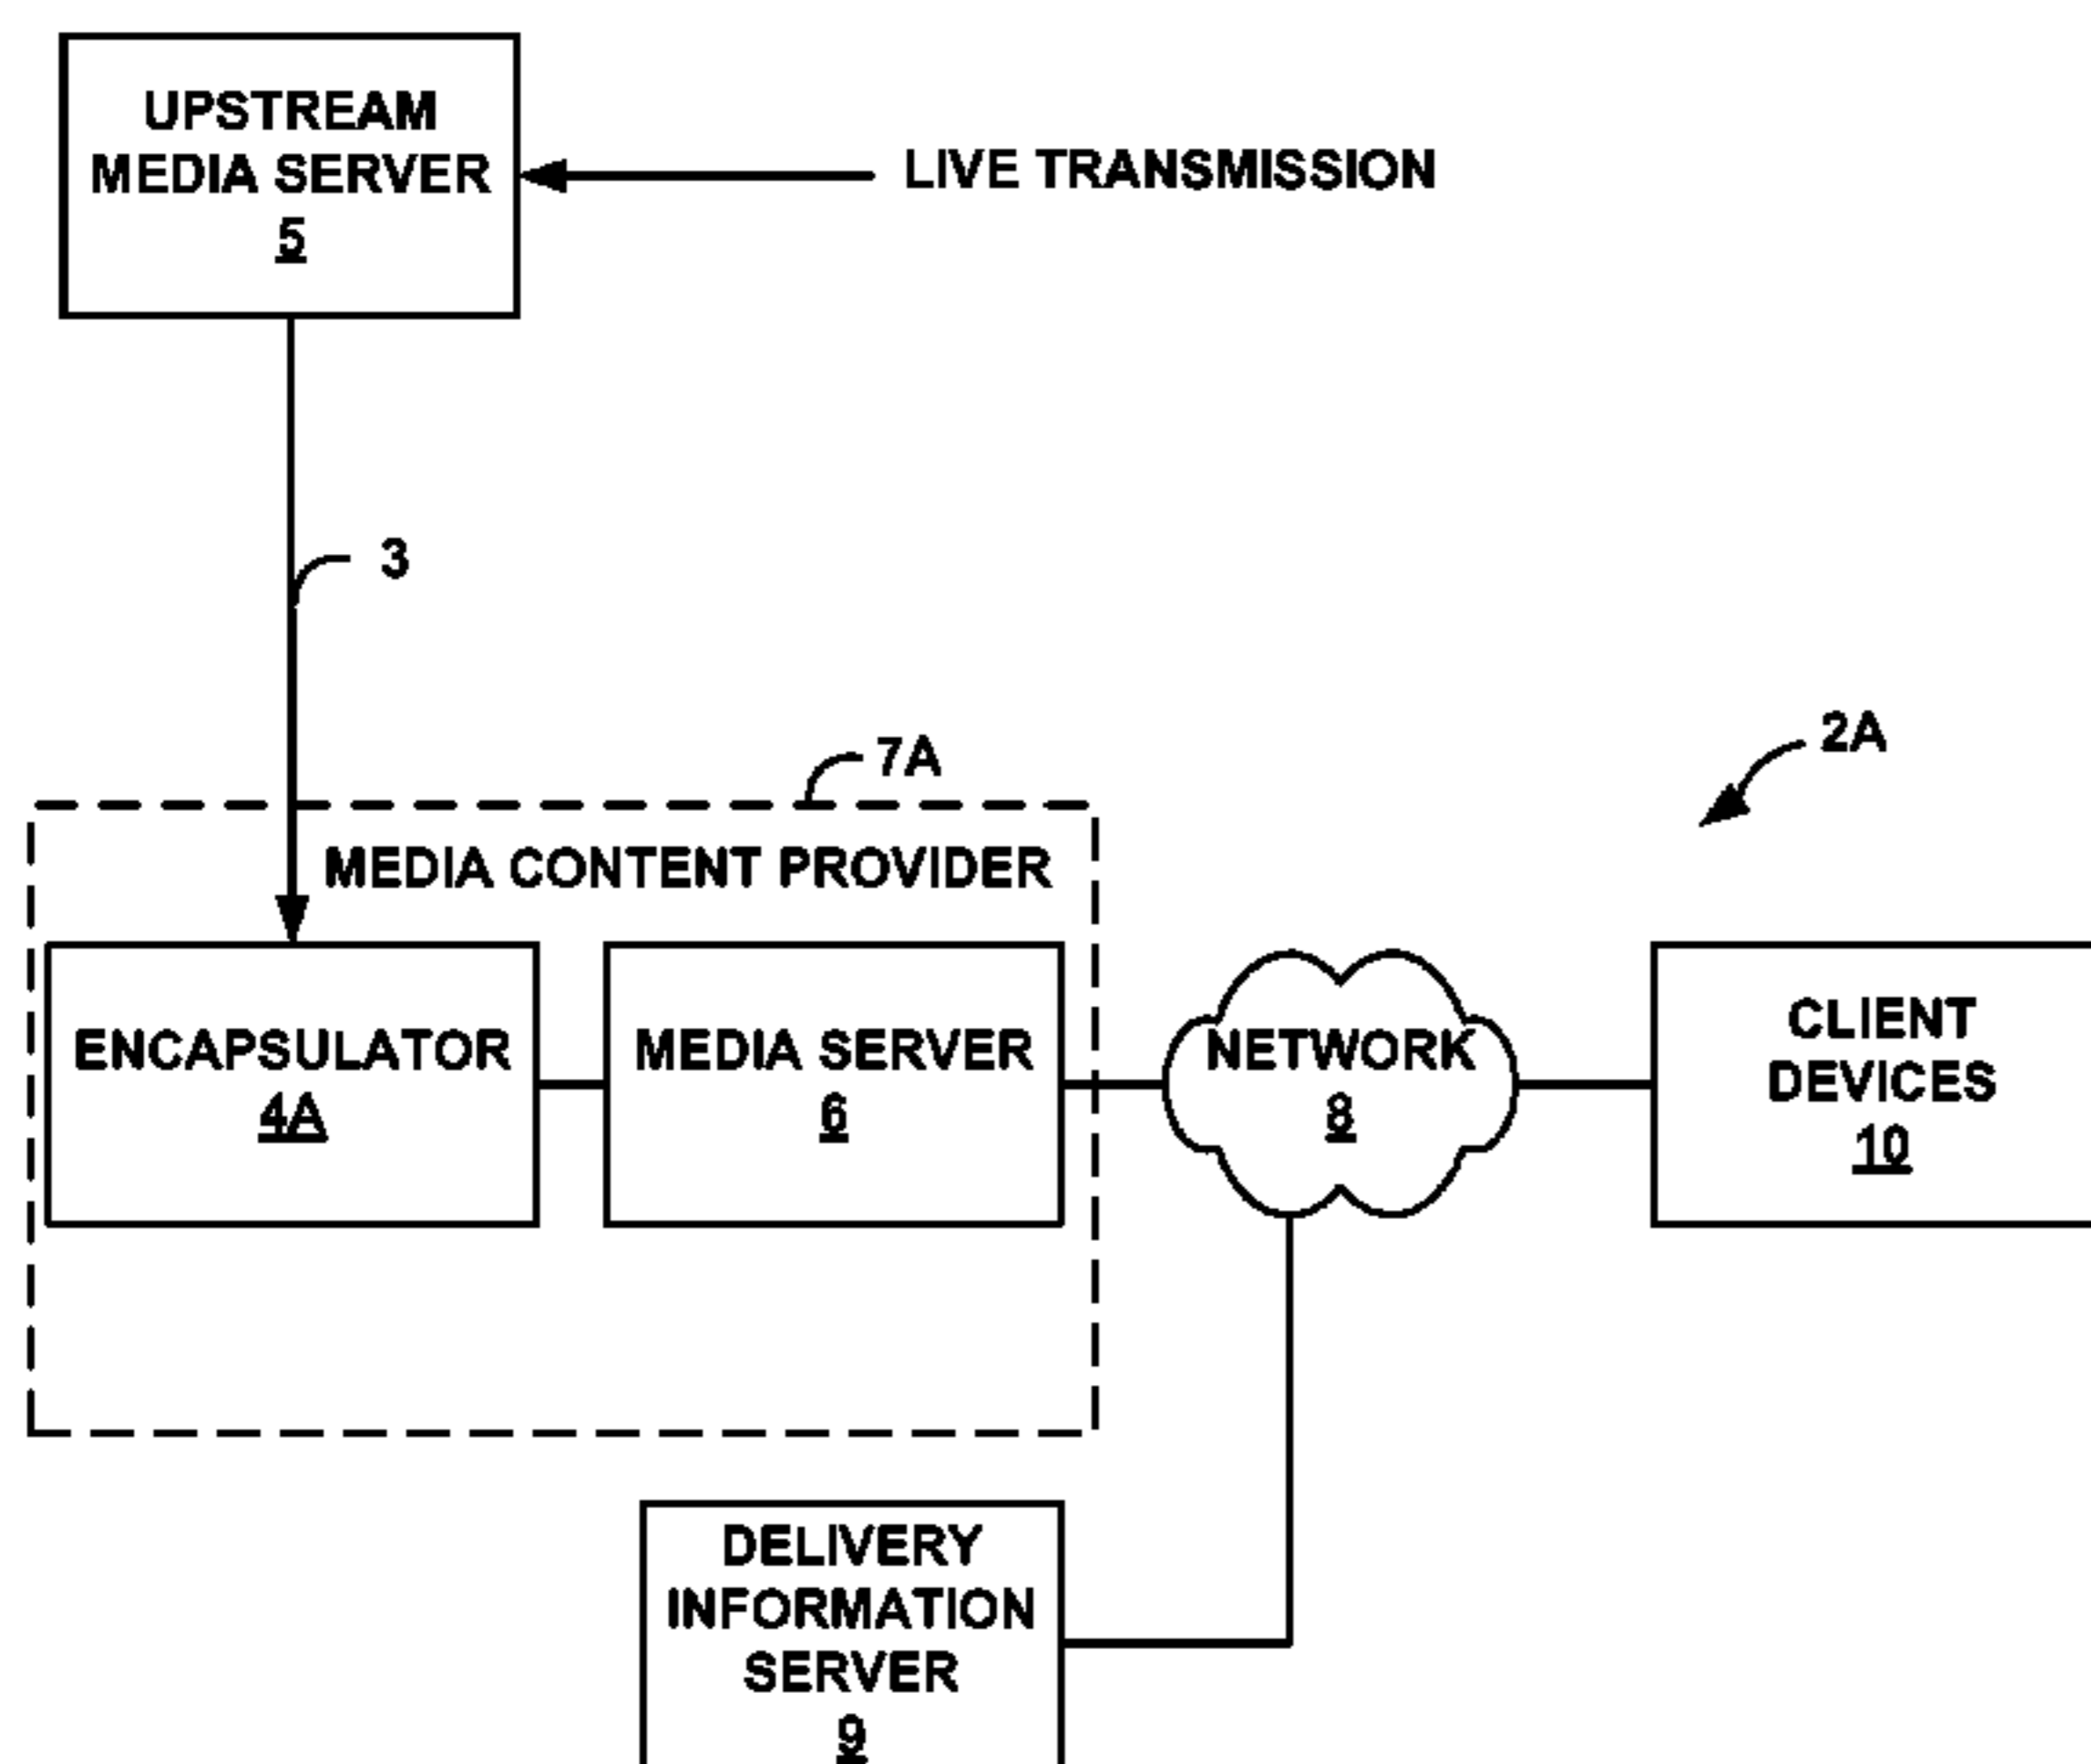 UPSTREAM
MEDIA SERVER
5
LIVE TRANSMISSION
3
7A
2A
MEDIA CONTENT PROVIDER
ENCAPSULATOR
4A
MEDIA SERVER
6
NETWORK
8
CLIENT
DEVICES
10
DELIVERY
INFORMATION
SERVER
9